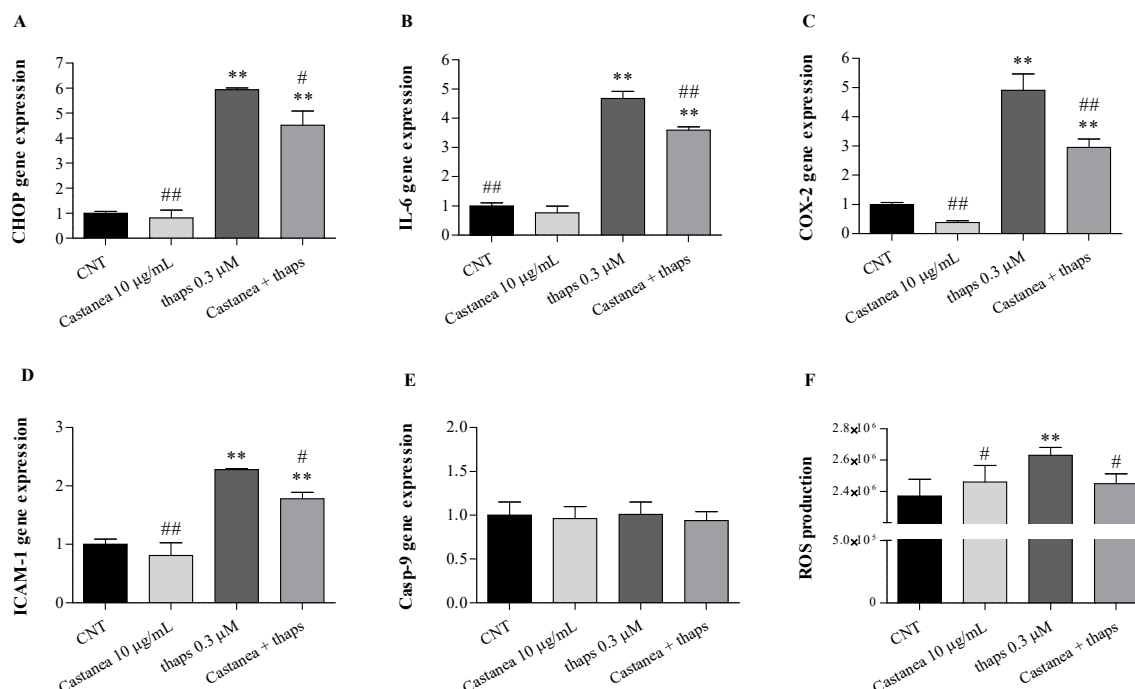 A
CHOP gene expression
7
6
5
4
3
2
1
0
##
**
#
**
CNT
Castanea 10 µg/mL
thaps 0.3 µM
Castanea + thaps
B
IL-6 gene expression
6
5
4
3
2
1
0
##
**
##
**
CNT
Castanea 10 µg/mL
thaps 0.3 µM
Castanea + thaps
C
COX-2 gene expression
6
5
4
3
2
1
0
##
**
##
**
CNT
Castanea 10 µg/mL
thaps 0.3 µM
Castanea + thaps
D
ICAM-1 gene expression
3
2
1
0
##
**
#
**
CNT
Castanea 10 µg/mL
thaps 0.3 µM
Castanea + thaps
E
Casp-9 gene expression
2.0
1.5
1.0
0.5
0.0
CNT
Castanea 10 µg/mL
thaps 0.3 µM
Castanea + thaps
F
ROS production
2.8×10⁶
2.6×10⁶
2.4×10⁶
5.0×10⁵
0
#
**
#
CNT
Castanea 10 µg/mL
thaps 0.3 µM
Castanea + thaps